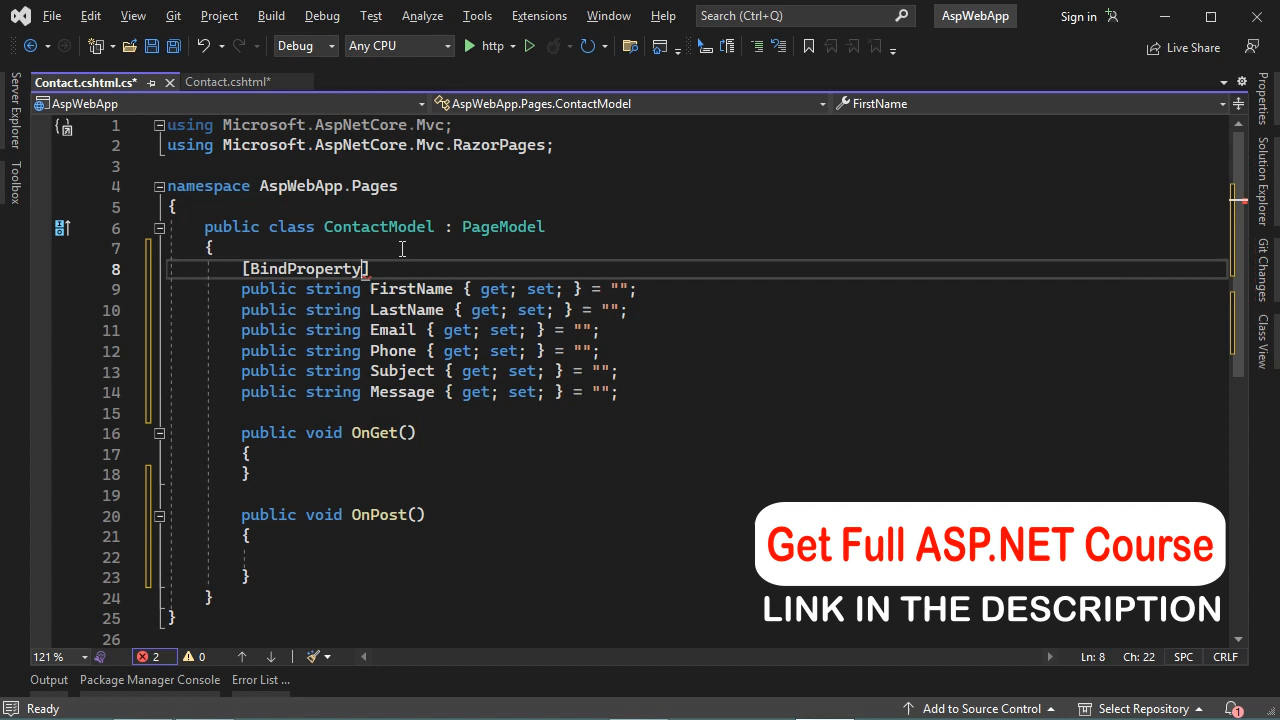 File Edit View Git Project Build Debug Test Analyze Tools Extensions Window Help Search (Ctrl+Q) AspWebApp Sign in
Debug Any CPU http Live Share
Contact.cshtml.cs* Contact.cshtml*
AspWebApp AspWebApp.Pages.ContactModel FirstName
Server Explorer
Toolbox
Properties
Solution Explorer
Git Changes
Class View
1 using Microsoft.AspNetCore.Mvc;
2 using Microsoft.AspNetCore.Mvc.RazorPages;
3
4 namespace AspWebApp.Pages
5 {
6 public class ContactModel : PageModel
7 {
8 [BindProperty]
9 public string FirstName { get; set; } = "";
10 public string LastName { get; set; } = "";
11 public string Email { get; set; } = "";
12 public string Phone { get; set; } = "";
13 public string Subject { get; set; } = "";
14 public string Message { get; set; } = "";
15
16 public void OnGet()
17 {
18 }
19
20 public void OnPost()
21 {
22
23 }
24 }
25 }
26
Get Full ASP.NET Course
LINK IN THE DESCRIPTION
121 % 2 0 Ln: 8 Ch: 22 SPC CRLF
Output Package Manager Console Error List ...
Ready Add to Source Control Select Repository 1